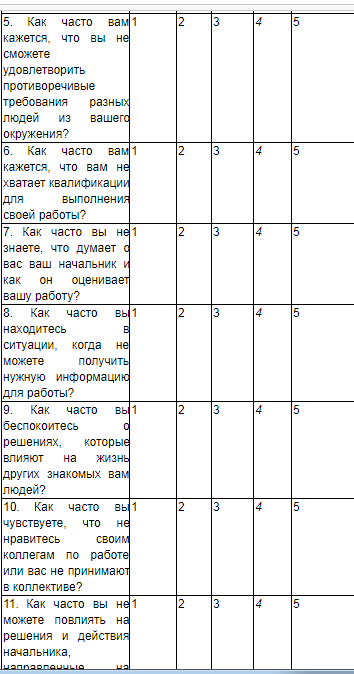 5. Как часто вам 1 2 3 4 5
кажется, что вы не
сможете
удовлетворить
противоречивые
требования разных
людей из вашего
окружения?
6. Как часто вам 1 2 3 4 5
кажется, что вам не
хватает квалификации
для выполнения
своей работы?
7. Как часто вы не 1 2 3 4 5
знаете, что думает о
вас ваш начальник и
как он оценивает
вашу работу?
8. Как часто вы 1 2 3 4 5
находитесь в
ситуации, когда не
можете получить
нужную информацию
для работы?
9. Как часто вы 1 2 3 4 5
беспокоитесь о
решениях, которые
влияют на жизнь
других знакомых вам
людей?
10. Как часто вы 1 2 3 4 5
чувствуете, что не
нравитесь своим
коллегам по работе
или вас не принимают
в коллективе?
11. Как часто вы не 1 2 3 4 5
можете повлиять на
решения и действия
начальника,
направленные на